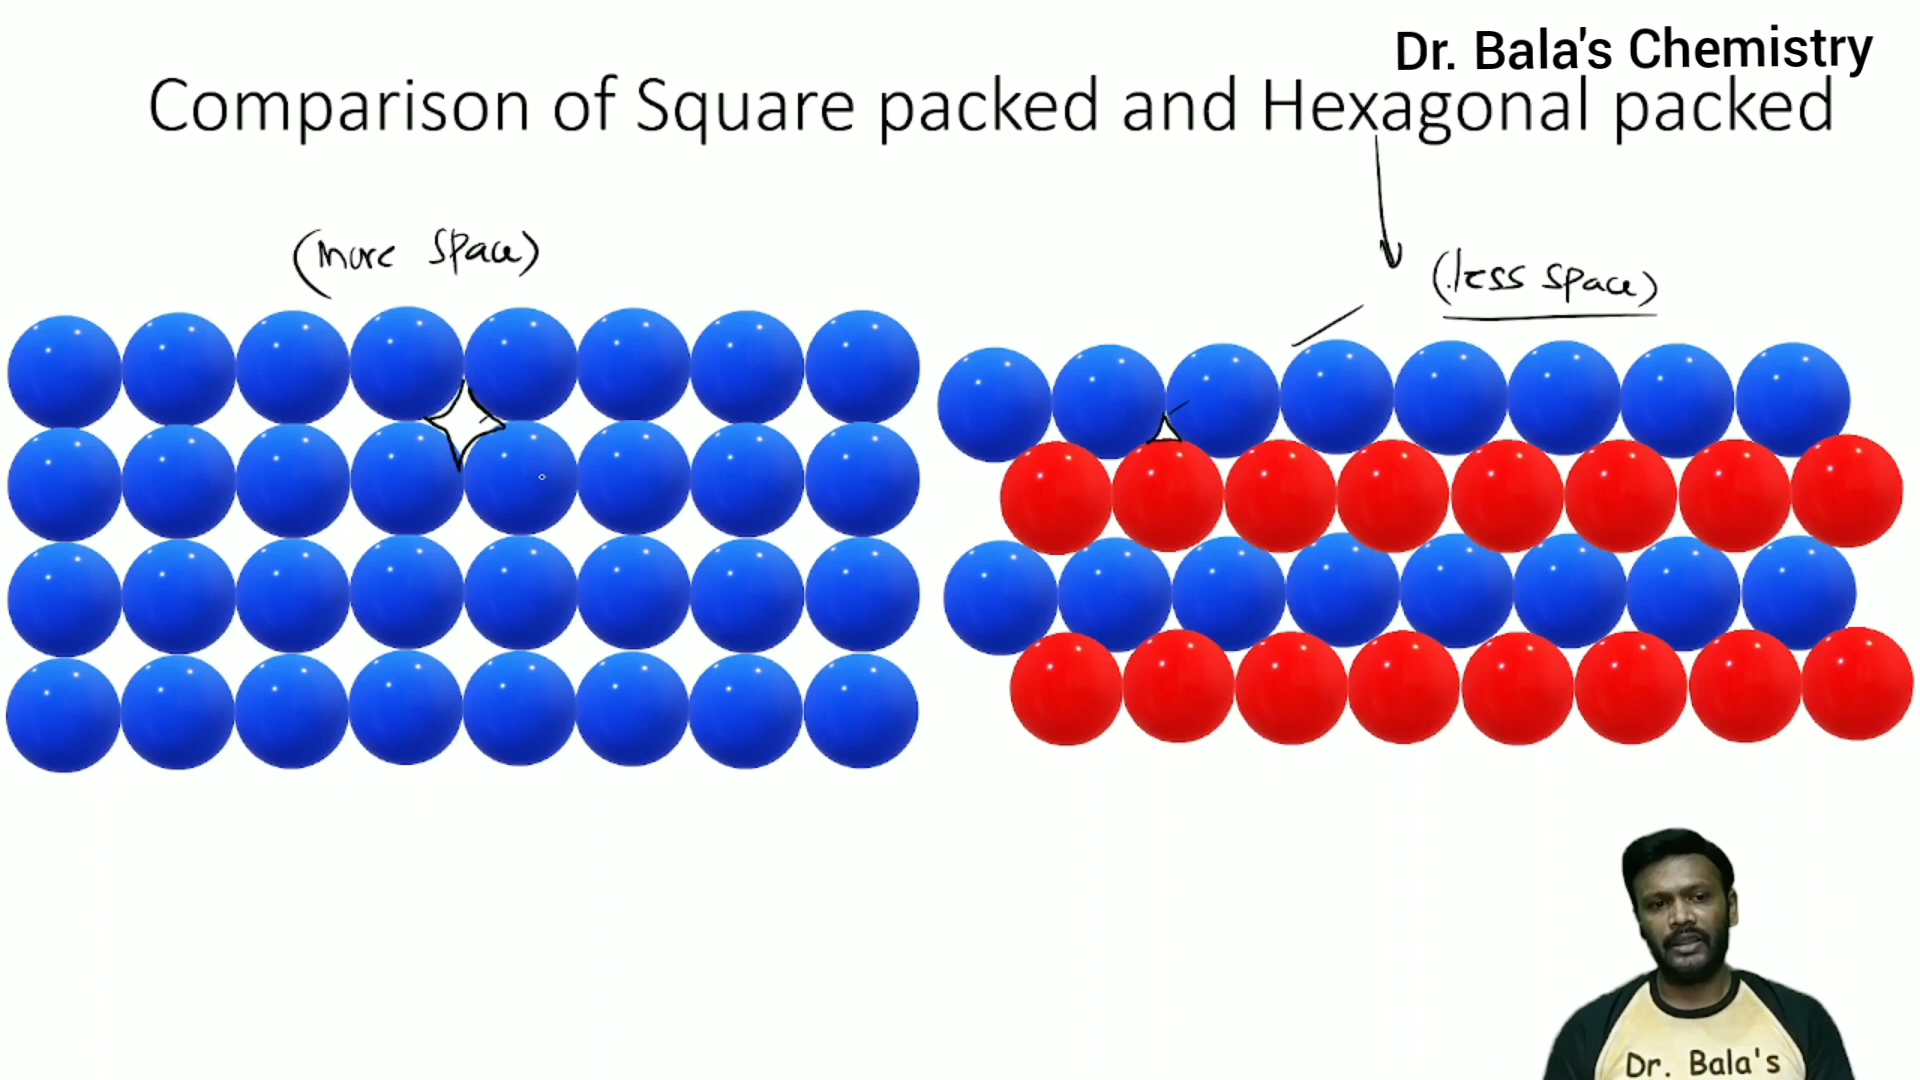 Dr. Bala's Chemistry
Comparison of Square packed and Hexagonal packed
(more space)
(less space)
Dr. Bala's